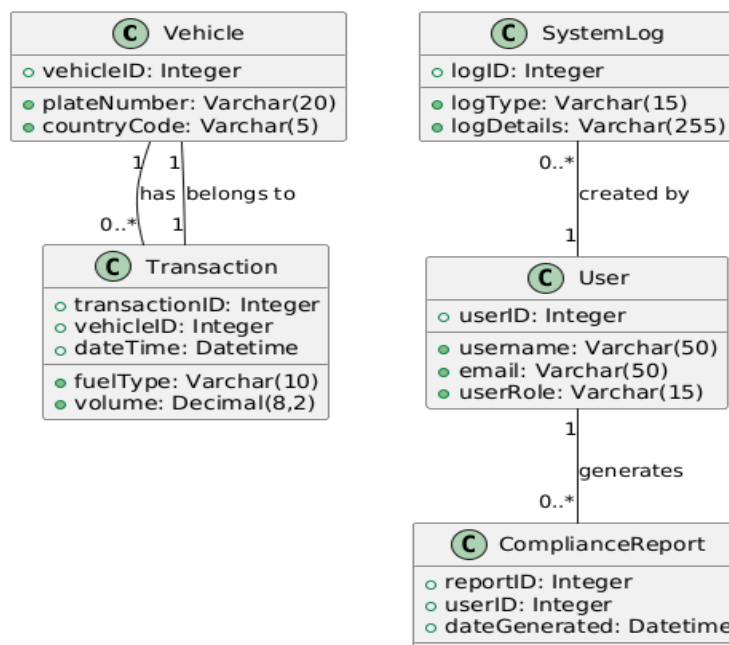 C Vehicle
vehicleID: Integer
plateNumber: Varchar(20)
countryCode: Varchar(5)
1 1
has belongs to
0..* 1
C Transaction
transactionID: Integer
vehicleID: Integer
dateTime: Datetime
fuelType: Varchar(10)
volume: Decimal(8,2)
C SystemLog
logID: Integer
logType: Varchar(15)
logDetails: Varchar(255)
0..*
created by
1
C User
userID: Integer
username: Varchar(50)
email: Varchar(50)
userRole: Varchar(15)
1
generates
0..*
C ComplianceReport
reportID: Integer
userID: Integer
dateGenerated: Datetime